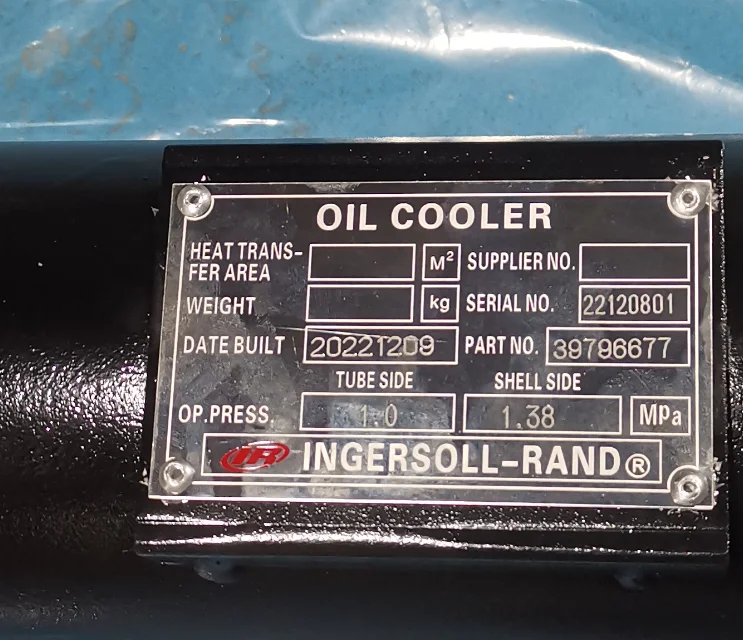 OIL COOLER
HEAT TRANS-
FER AREA M² SUPPLIER NO.
WEIGHT kg SERIAL NO. 22120801
DATE BUILT 20221209 PART NO. 39796677
TUBE SIDE SHELL SIDE
OP.PRESS. 1.0 1.38 MPa
IR INGERSOLL-RAND®